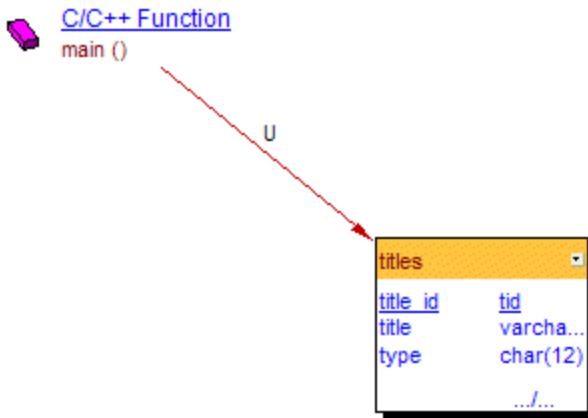 C/C++ Function
main ()
U
titles
title_id tid
title varcha...
type char(12)
.../...